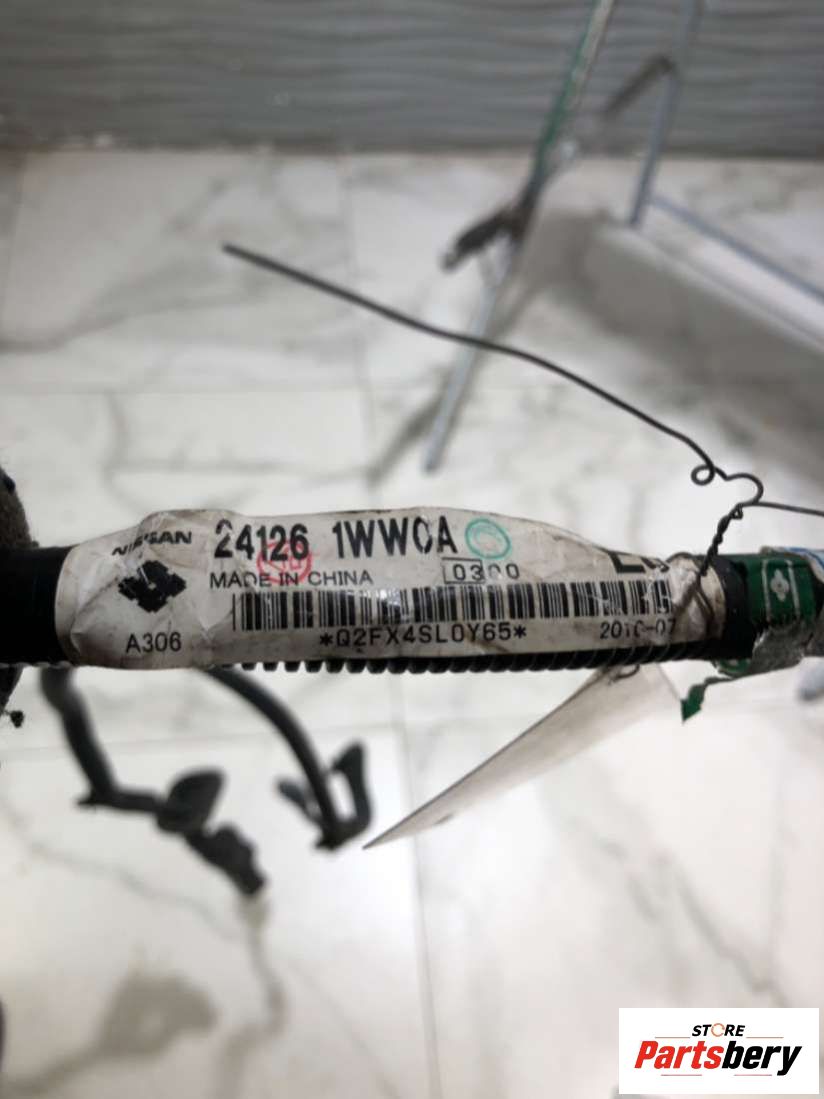 NISSAN 24126 1WW0A
MADE IN CHINA 0300
A306 *Q2FX4SL0Y65*
STORE
Partsbery